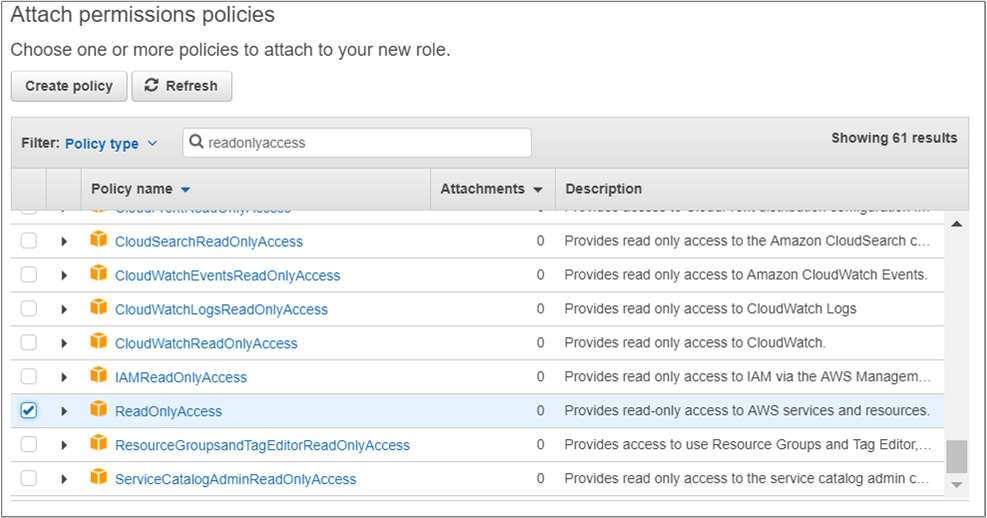 Attach permissions policies
Choose one or more policies to attach to your new role.
Create policy Refresh
Filter: Policy type readonlyaccess Showing 61 results
Policy name Attachments Description
CloudSearchReadOnlyAccess 0 Provides read only access to the Amazon CloudSearch c...
CloudWatchEventsReadOnlyAccess 0 Provides read only access to Amazon CloudWatch Events.
CloudWatchLogsReadOnlyAccess 0 Provides read only access to CloudWatch Logs
CloudWatchReadOnlyAccess 0 Provides read only access to CloudWatch.
IAMReadOnlyAccess 0 Provides read only access to IAM via the AWS Managem...
ReadOnlyAccess 0 Provides read-only access to AWS services and resources.
ResourceGroupsandTagEditorReadOnlyAccess 0 Provides access to use Resource Groups and Tag Editor,...
ServiceCatalogAdminReadOnlyAccess 0 Provides read only access to the service catalog admin c...